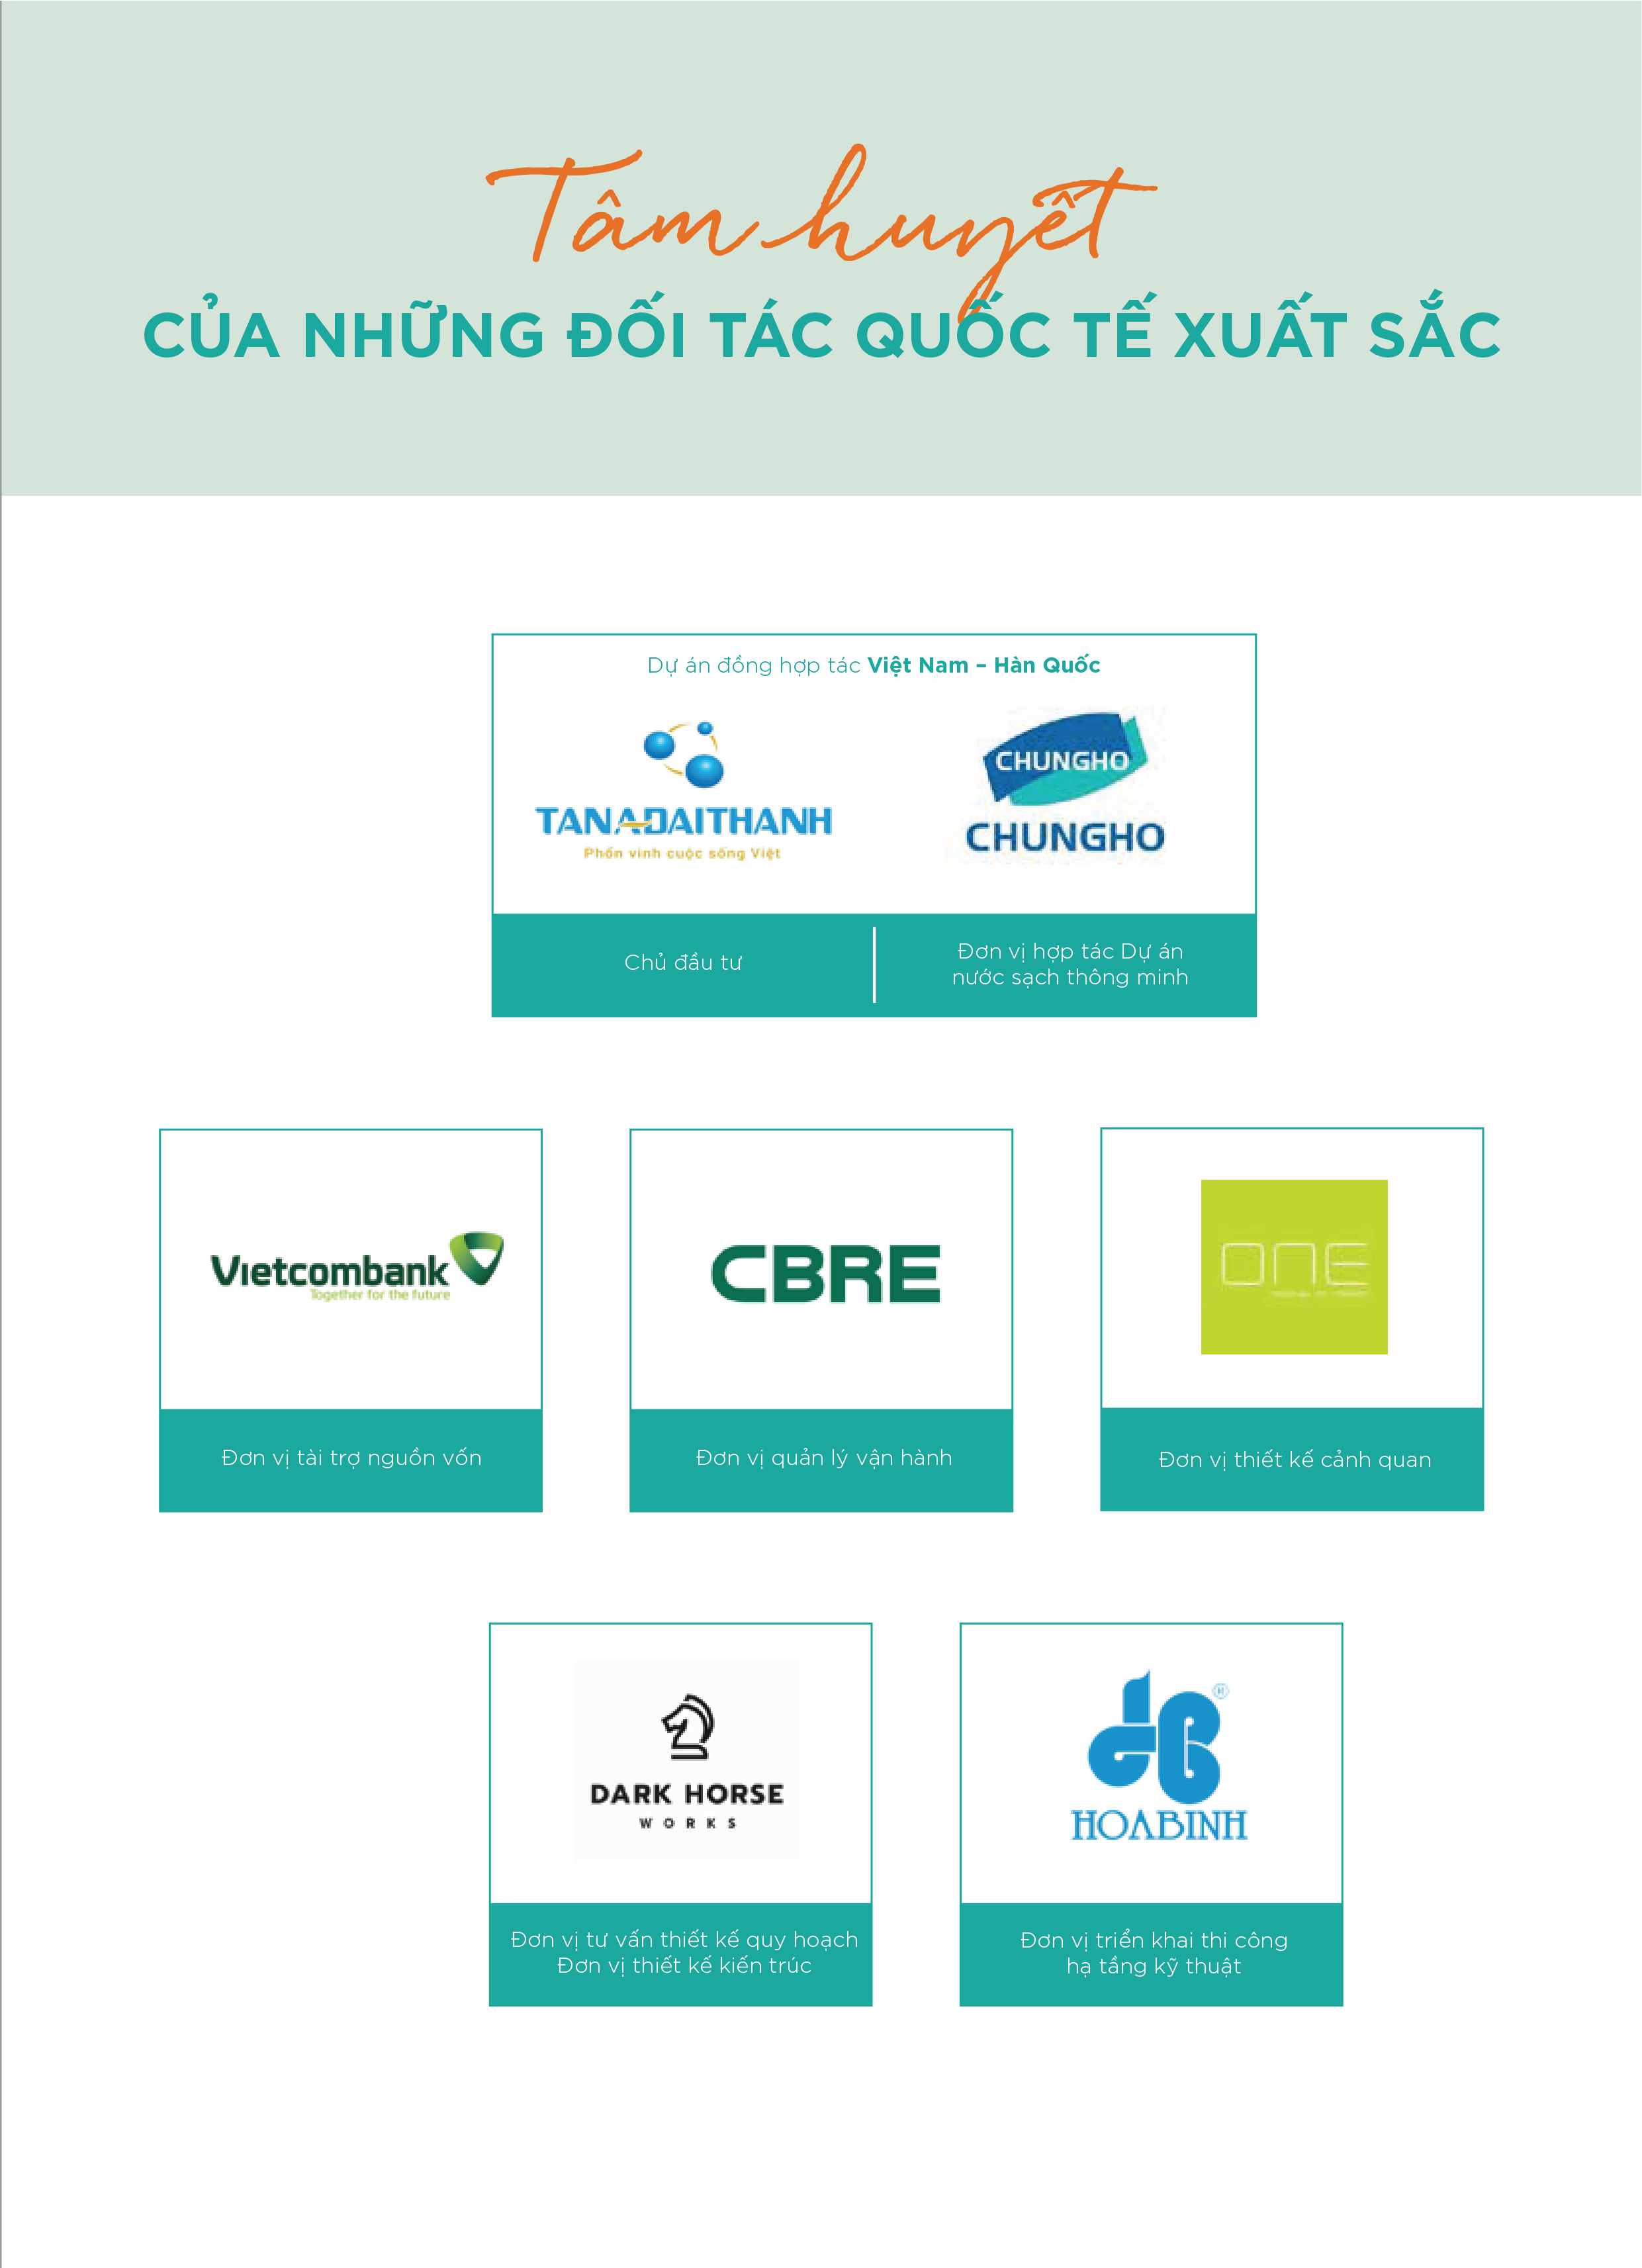 Tâm huyết
CỦA NHỮNG ĐỐI TÁC QUỐC TẾ XUẤT SẮC
Dự án đồng hợp tác Việt Nam – Hàn Quốc
TANADAITHANH
Phồn vinh cuộc sống Việt
CHUNGHO
CHUNGHO
Chủ đầu tư
Đơn vị hợp tác Dự án
nước sạch thông minh
Vietcombank
Together for the future
CBRE
ONE
Đơn vị tài trợ nguồn vốn
Đơn vị quản lý vận hành
Đơn vị thiết kế cảnh quan
DARK HORSE
WORKS
HOABINH
Đơn vị tư vấn thiết kế quy hoạch
Đơn vị thiết kế kiến trúc
Đơn vị triển khai thi công
hạ tầng kỹ thuật